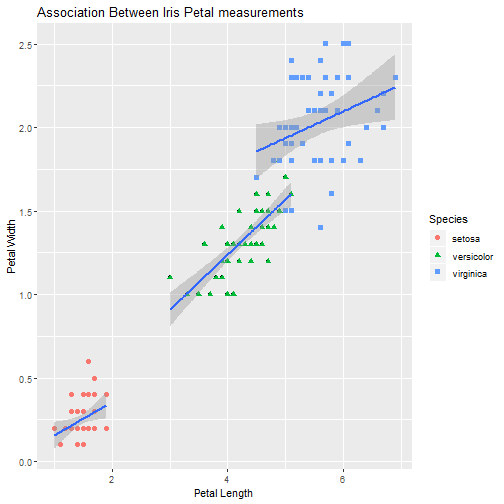 Association Between Iris Petal measurements
2.5
2.0
1.5
1.0
0.5
0.0
Petal Width
2
4
6
Petal Length
Species
setosa
versicolor
virginica